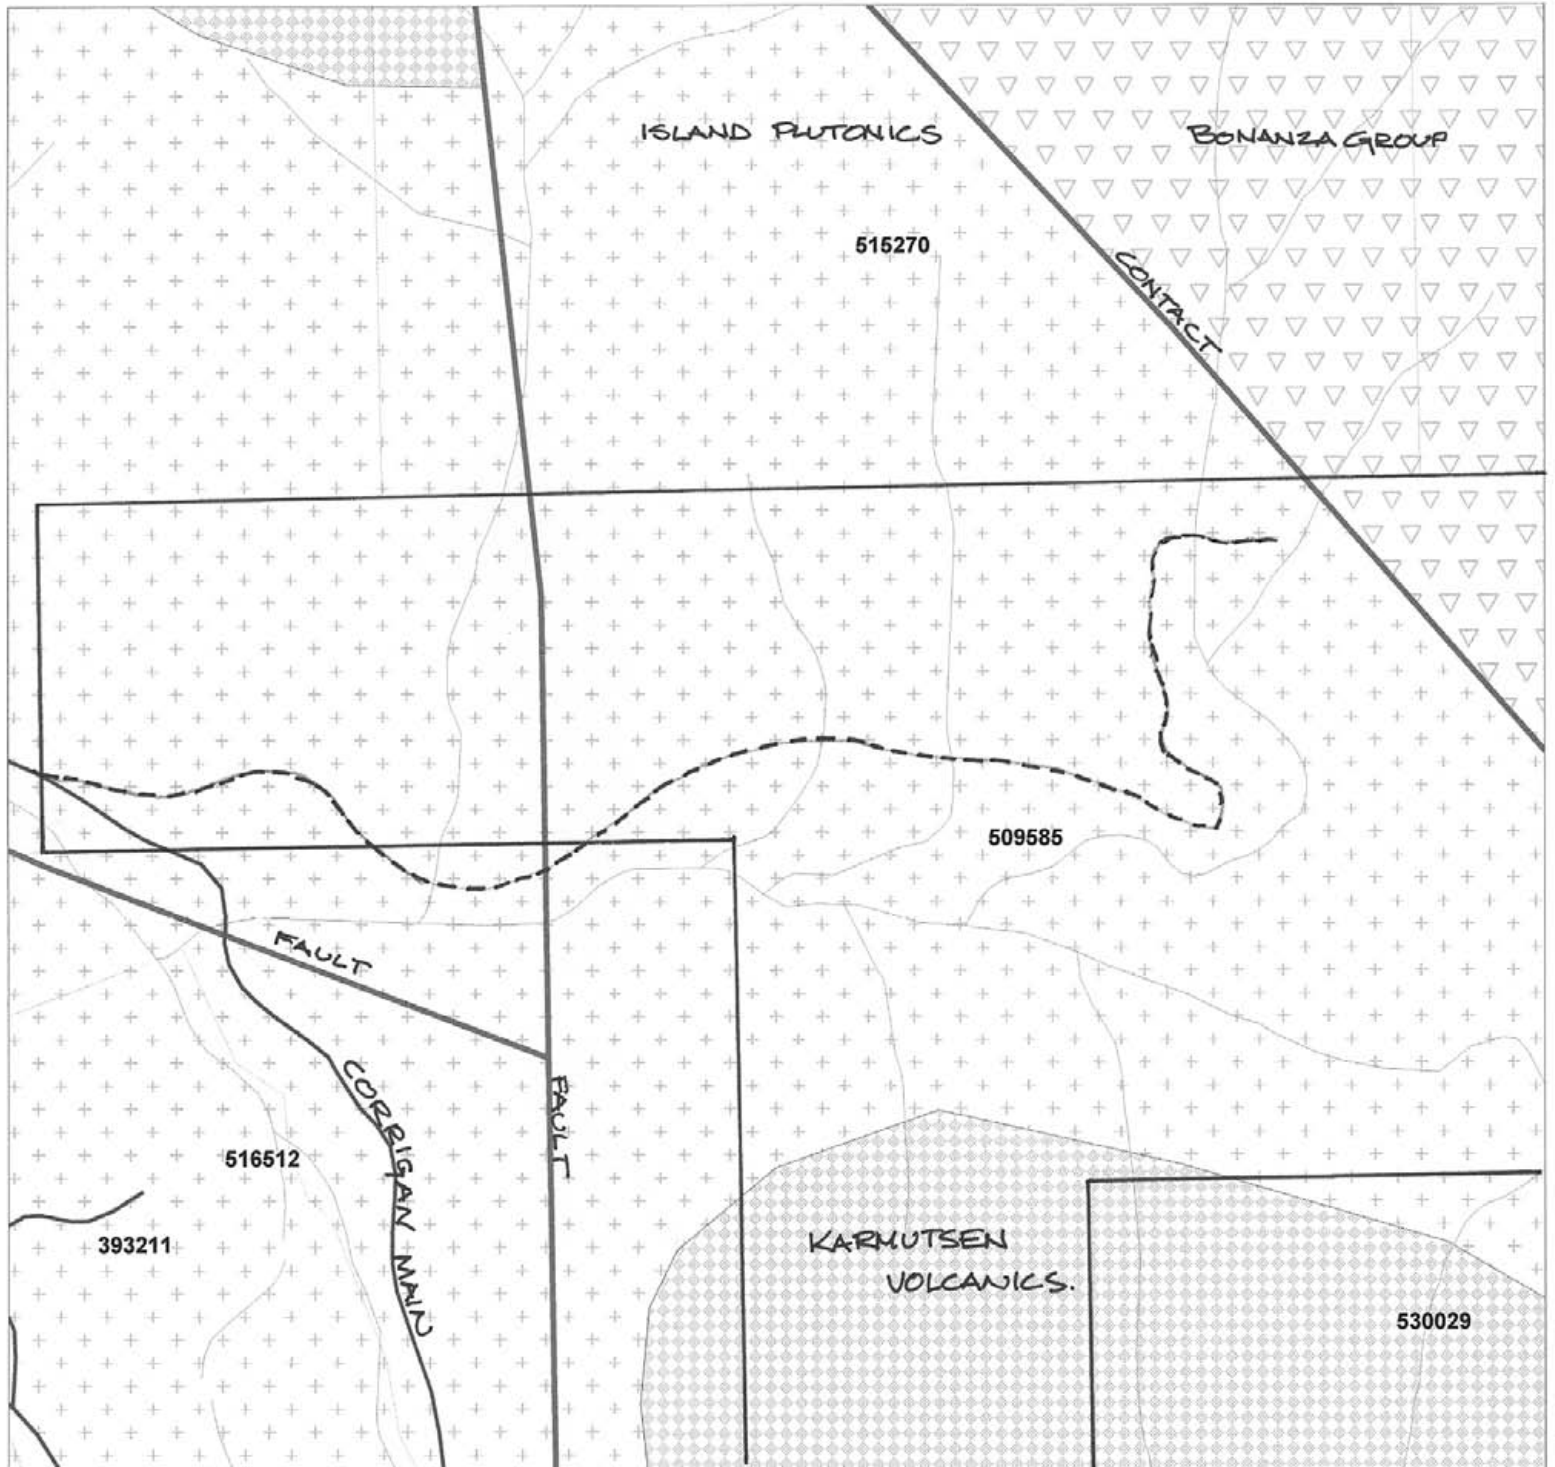 ISLAND PLUTONICS
BONANZA GROUP
515270
CONTACT
509585
FAULT
CORRIGAN MAIN
FAULT
516512
393211
KARMUTSEN
VOLCANICS.
530029